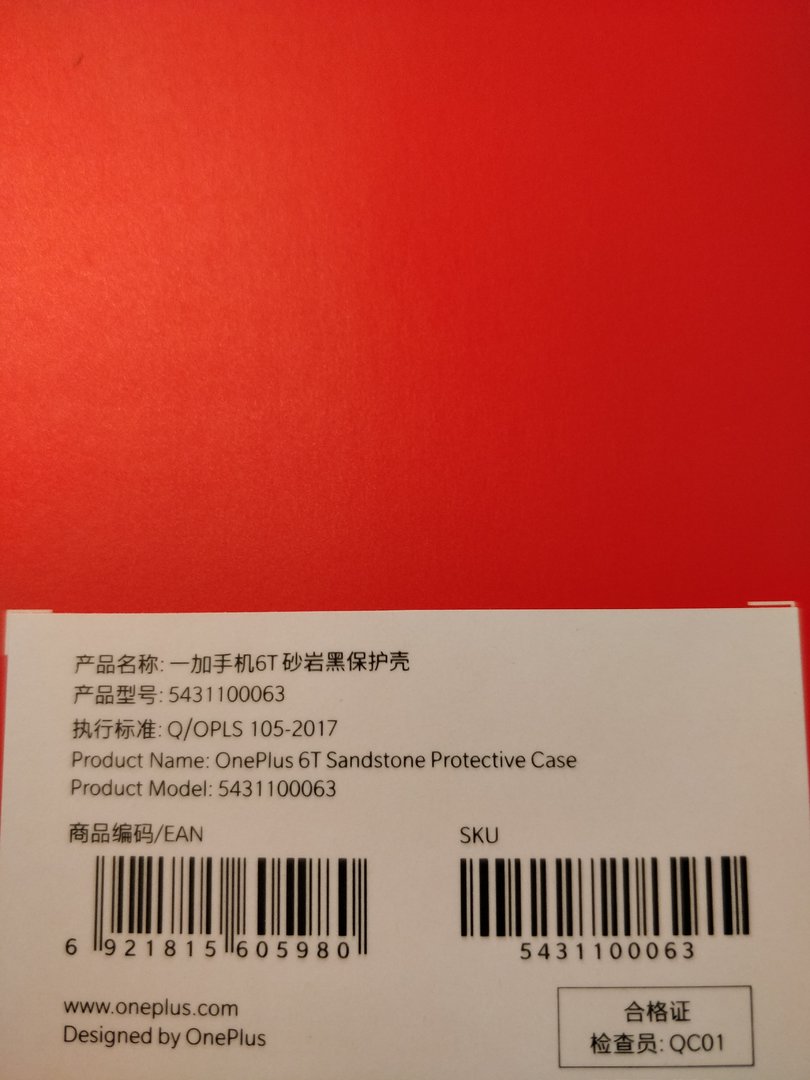 产品名称: 一加手机6T 砂岩黑保护壳
产品型号: 5431100063
执行标准: Q/OPLS 105-2017
Product Name: OnePlus 6T Sandstone Protective Case
Product Model: 5431100063
商品编码/EAN
6 921815 605980
SKU
5431100063
www.oneplus.com
Designed by OnePlus
合格证
检查员: QC01